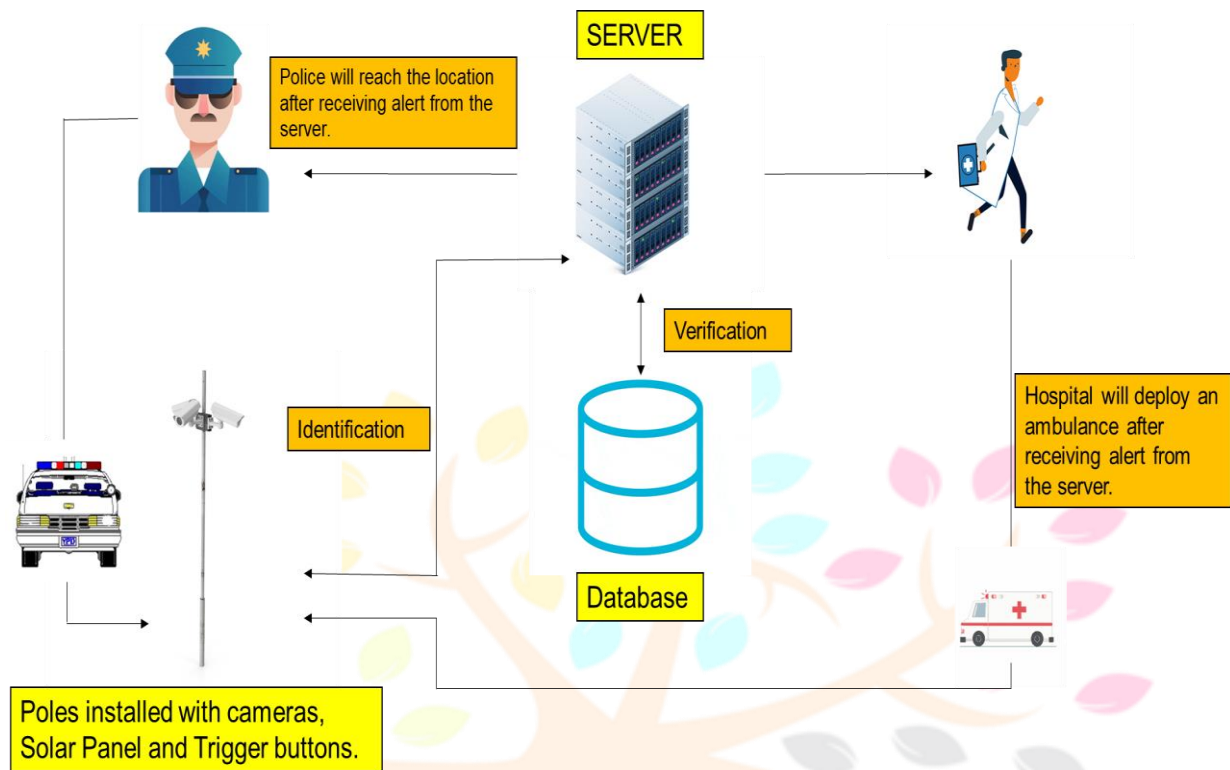 SERVER
Police will reach the location
after receiving alert from the
server.
Verification
Identification
Hospital will deploy an
ambulance after
receiving alert from
the server.
Database
Poles installed with cameras,
Solar Panel and Trigger buttons.